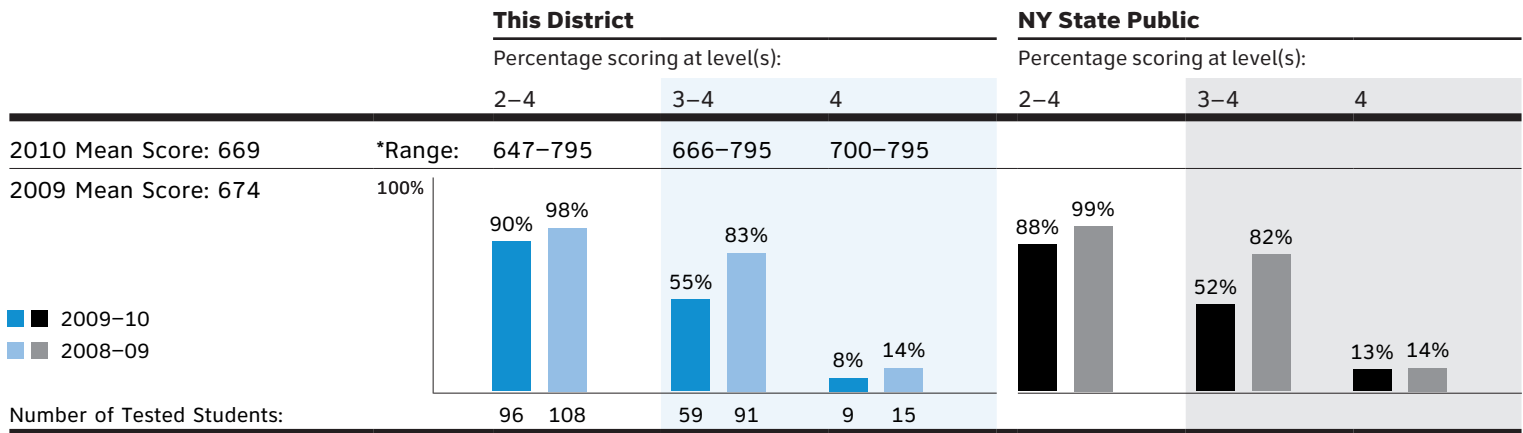 This District NY State Public
Percentage scoring at level(s): Percentage scoring at level(s):
2–4 3–4 4 2–4 3–4 4
2010 Mean Score: 669 *Range: 647–795 666–795 700–795
2009 Mean Score: 674 100%
90% 98% 83% 55% 8% 14% 88% 99% 52% 82% 13% 14%
2009–10
2008–09
Number of Tested Students: 96 108 59 91 9 15